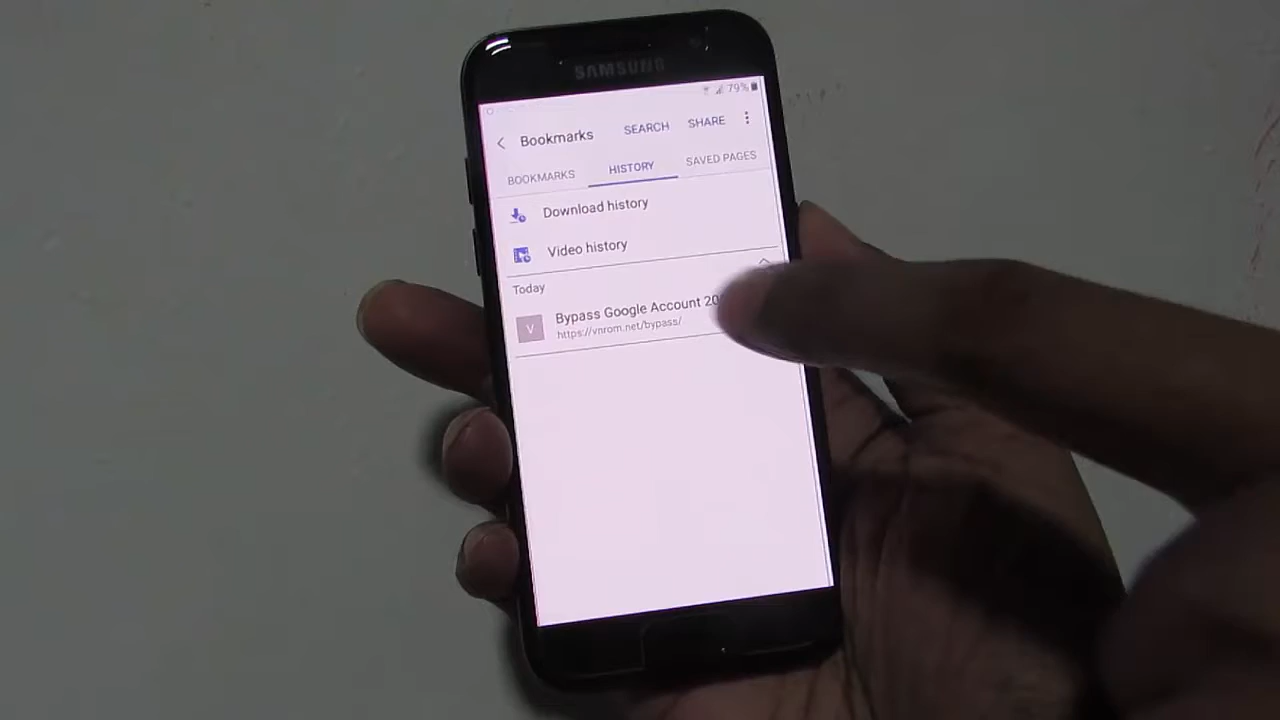 SAMSUNG
79%
Bookmarks SEARCH SHARE
BOOKMARKS HISTORY SAVED PAGES
Download history
Video history
Today
V
Bypass Google Account
https://vnrom.net/bypass/